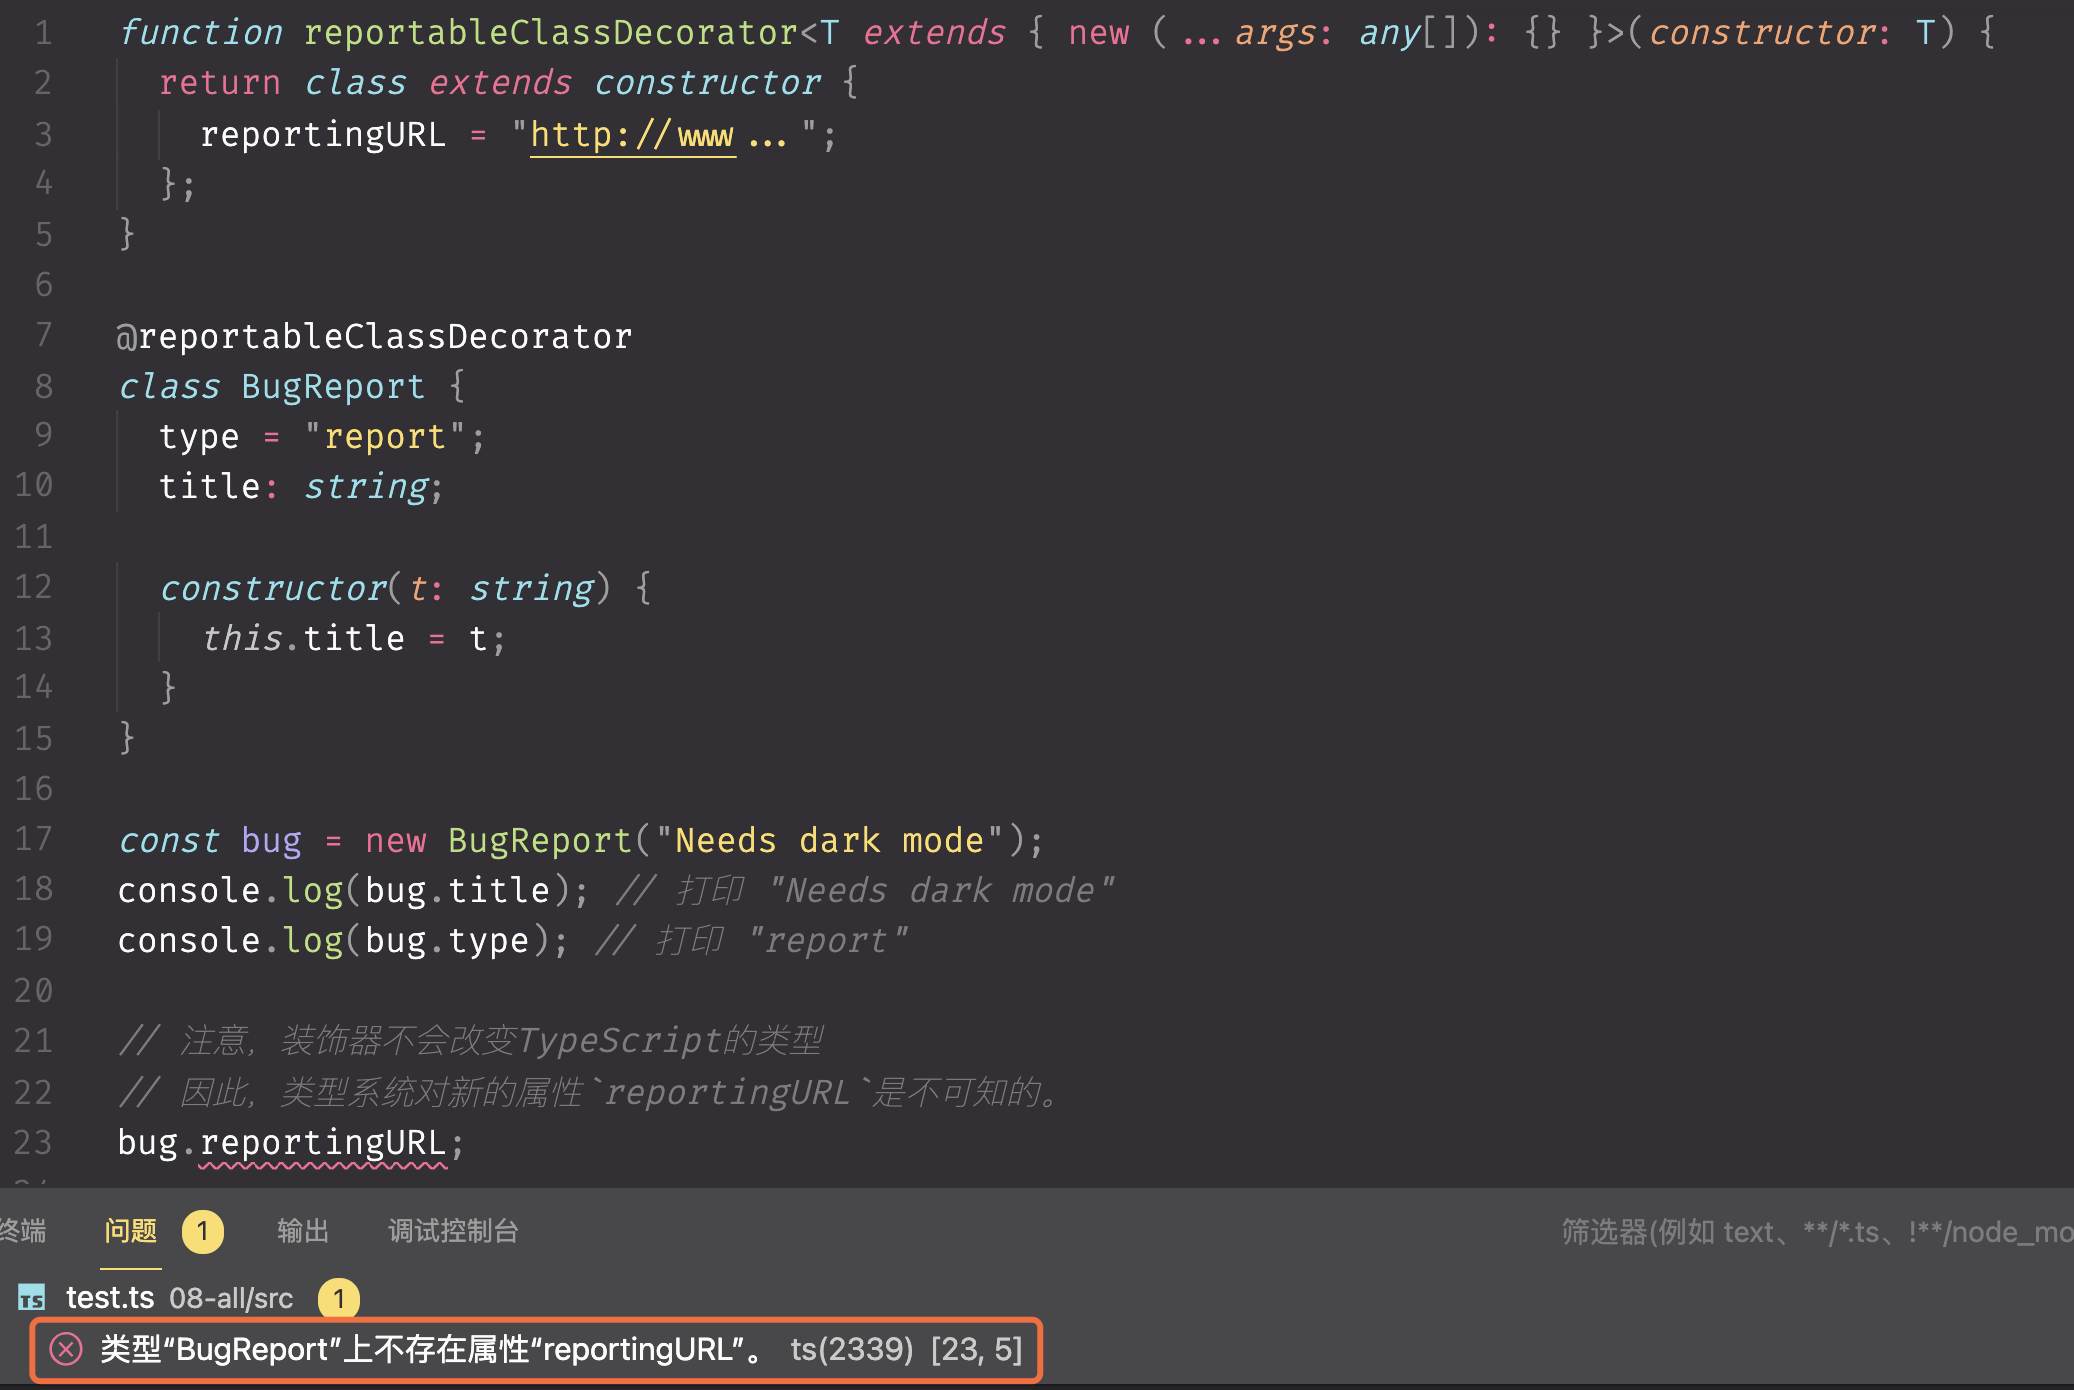 1 function reportableClassDecorator<T extends { new (...args: any[]): {} }>(constructor: T) {
2 return class extends constructor {
3 reportingURL = "http://www...";
4 };
5 }
6
7 @reportableClassDecorator
8 class BugReport {
9 type = "report";
10 title: string;
11
12 constructor(t: string) {
13 this.title = t;
14 }
15 }
16
17 const bug = new BugReport("Needs dark mode");
18 console.log(bug.title); // 打印 "Needs dark mode"
19 console.log(bug.type); // 打印 "report"
20
21 // 注意，装饰器不会改变TypeScript的类型
22 // 因此，类型系统对新的属性`reportingURL`是不可知的。
23 bug.reportingURL;
终端 问题 1 输出 调试控制台 筛选器(例如 text、**/*.ts、!**/node_mo
TS test.ts 08-all/src 1
类型“BugReport”上不存在属性“reportingURL”。 ts(2339) [23, 5]